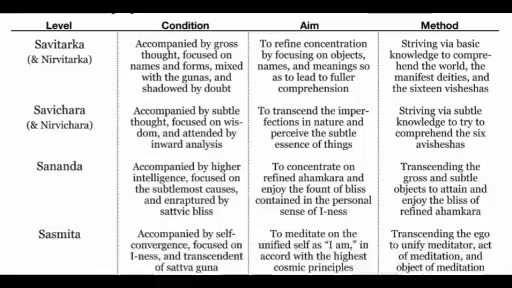 Level Condition Aim Method
Savitarka
(& Nirvitarka)
Accompanied by gross
thought, focused on
names and forms, mixed
with the gunas, and
shadowed by doubt
To refine concentration
by focusing on objects,
names, and meanings so
as to lead to fuller
comprehension
Striving via basic
knowledge to compre-
hend the world, the
manifest deities, and
the sixteen visheshas
Savichara
(& Nirvichara)
Accompanied by subtle
thought, focused on wis-
dom, and attended by
inward analysis
To transcend the imper-
fections in nature and
perceive the subtle
essence of things
Striving via subtle
knowledge to try to
comprehend the six
avisheshas
Sananda
Accompanied by higher
intelligence, focused on
the subtlemost causes,
and enraptured by
sattvic bliss
To concentrate on
refined ahamkara and
enjoy the fount of bliss
contained in the personal
sense of I-ness
Transcending the
gross and subtle
objects to attain and
enjoy the bliss of
refined ahamkara
Sasmita
Accompanied by self-
convergence, focused on
I-ness, and transcendent
of sattva guna
To meditate on the
unified self as “I am,” in
accord with the highest
cosmic principles
Transcending the ego
to unify meditator, act
of meditation, and
object of meditation